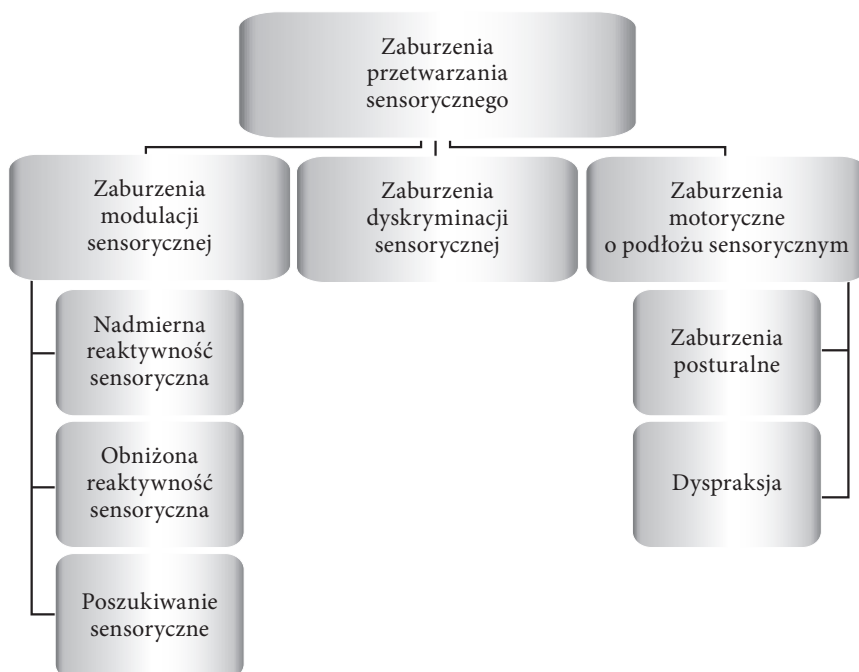 Zaburzenia
przetwarzania
sensorycznego
Zaburzenia
modulacji
sensorycznej
Zaburzenia
dyskryminacji
sensorycznej
Zaburzenia
motoryczne
o podłożu sensorycznym
Nadmierna
reaktywność
sensoryczna
Obniżona
reaktywność
sensoryczna
Poszukiwanie
sensoryczne
Zaburzenia
posturalne
Dyspraksja